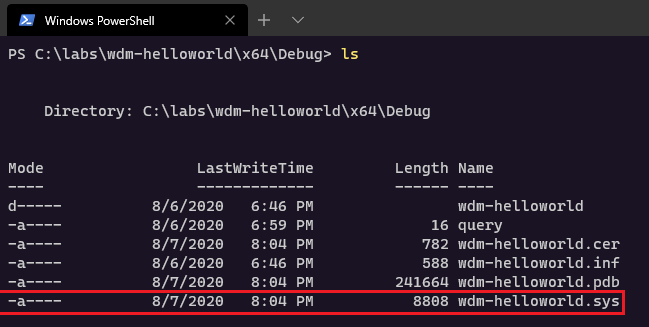 Windows PowerShell
PS C:\labs\wdm-helloworld\x64\Debug> ls
Directory: C:\labs\wdm-helloworld\x64\Debug
Mode LastWriteTime Length Name
---- ------------- ------ ----
d----- 8/6/2020 6:46 PM wdm-helloworld
-a---- 8/6/2020 6:59 PM 16 query
-a---- 8/7/2020 8:04 PM 782 wdm-helloworld.cer
-a---- 8/6/2020 6:46 PM 588 wdm-helloworld.inf
-a---- 8/7/2020 8:04 PM 241664 wdm-helloworld.pdb
-a---- 8/7/2020 8:04 PM 8808 wdm-helloworld.sys